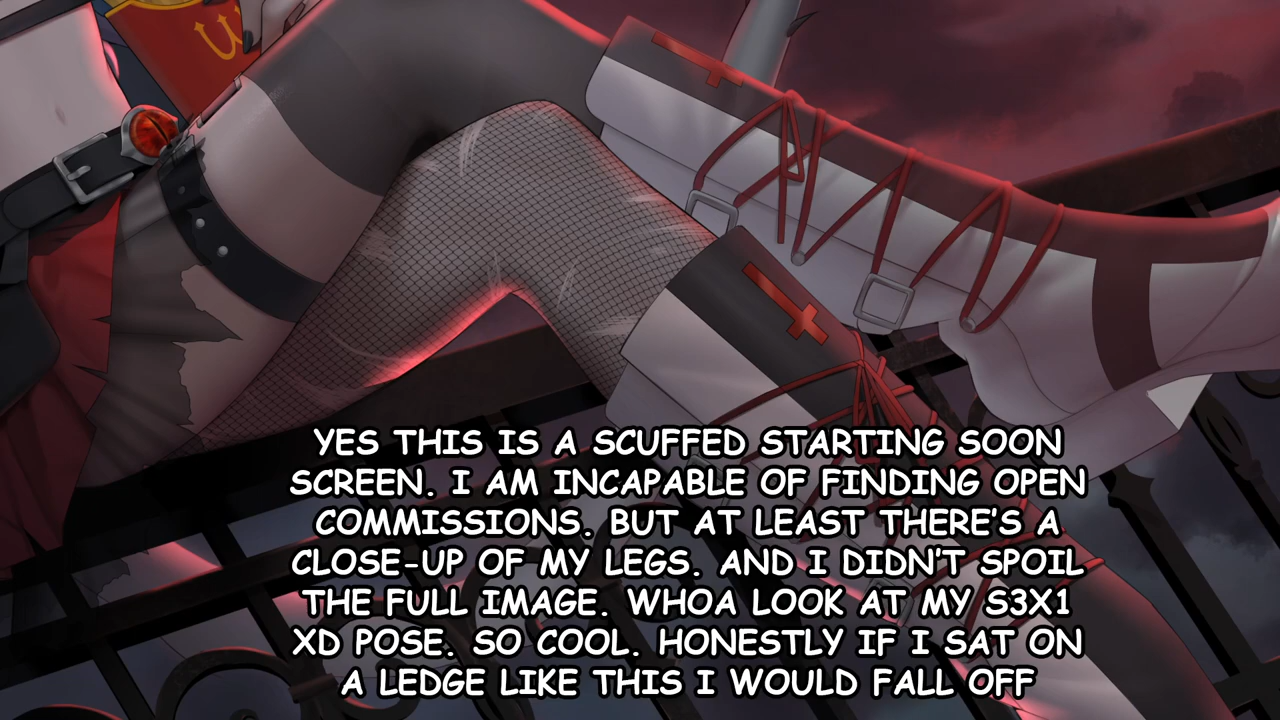 YES THIS IS A SCUFFED STARTING SOON
SCREEN. I AM INCAPABLE OF FINDING OPEN
COMMISSIONS. BUT AT LEAST THERE'S A
CLOSE-UP OF MY LEGS. AND I DIDN'T SPOIL
THE FULL IMAGE. WHOA LOOK AT MY S3X1
XD POSE. SO COOL. HONESTLY IF I SAT ON
A LEDGE LIKE THIS I WOULD FALL OFF